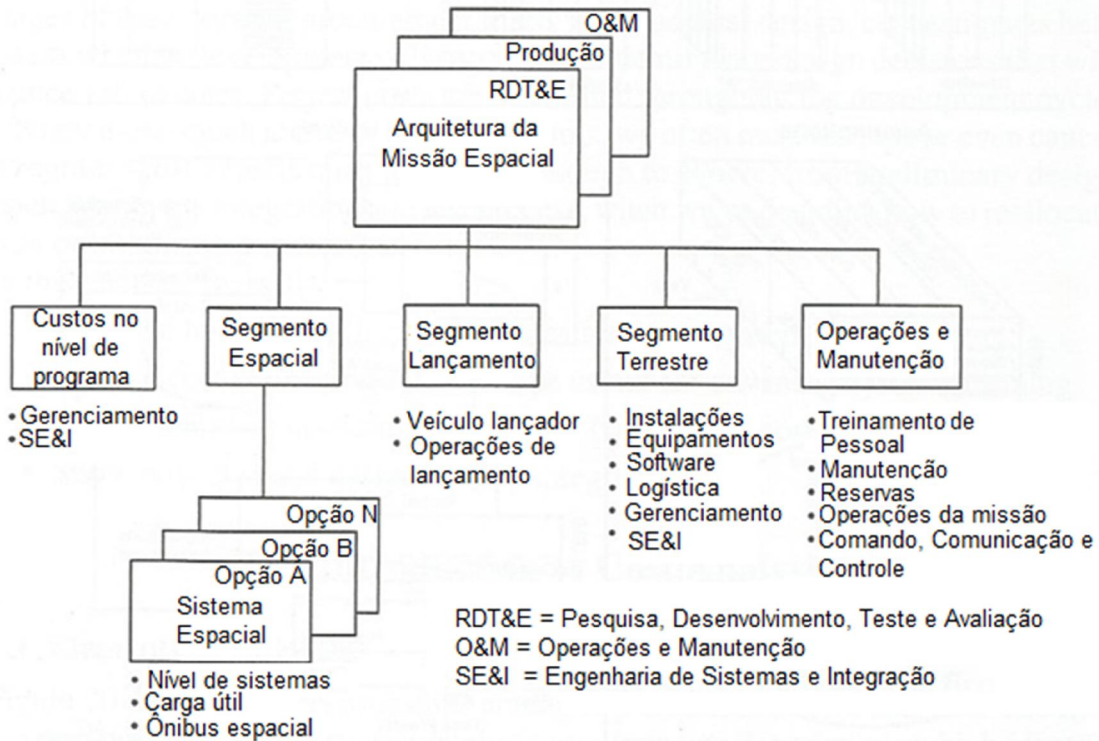 O&M
Produção
RDT&E
Arquitetura da
Missão Espacial
Custos no
nível de
programa
• Gerenciamento
• SE&I
Segmento
Espacial
Segmento
Lançamento
• Veículo lançador
• Operações de
lançamento
Segmento
Terrestre
• Instalações
• Equipamentos
• Software
• Logística
• Gerenciamento
• SE&I
Operações e
Manutenção
• Treinamento de
Pessoal
• Manutenção
• Reservas
• Operações da missão
• Comando, Comunicação e
Controle
Opção N
Opção B
Opção A
Sistema
Espacial
• Nível de sistemas
• Carga útil
• Ônibus espacial
RDT&E = Pesquisa, Desenvolvimento, Teste e Avaliação
O&M = Operações e Manutenção
SE&I = Engenharia de Sistemas e Integração